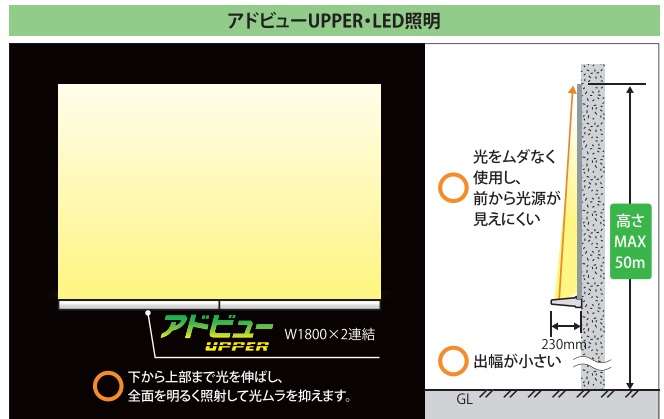 アドビューUPPER・LED照明
アドビュー
UPPER
W1800×2連結
下から上部まで光を伸ばし、
全面を明るく照射して光ムラを抑えます。
光をムダなく
使用し、
前から光源が
見えにくい
高さ
MAX
50m
230mm
出幅が小さい
GL